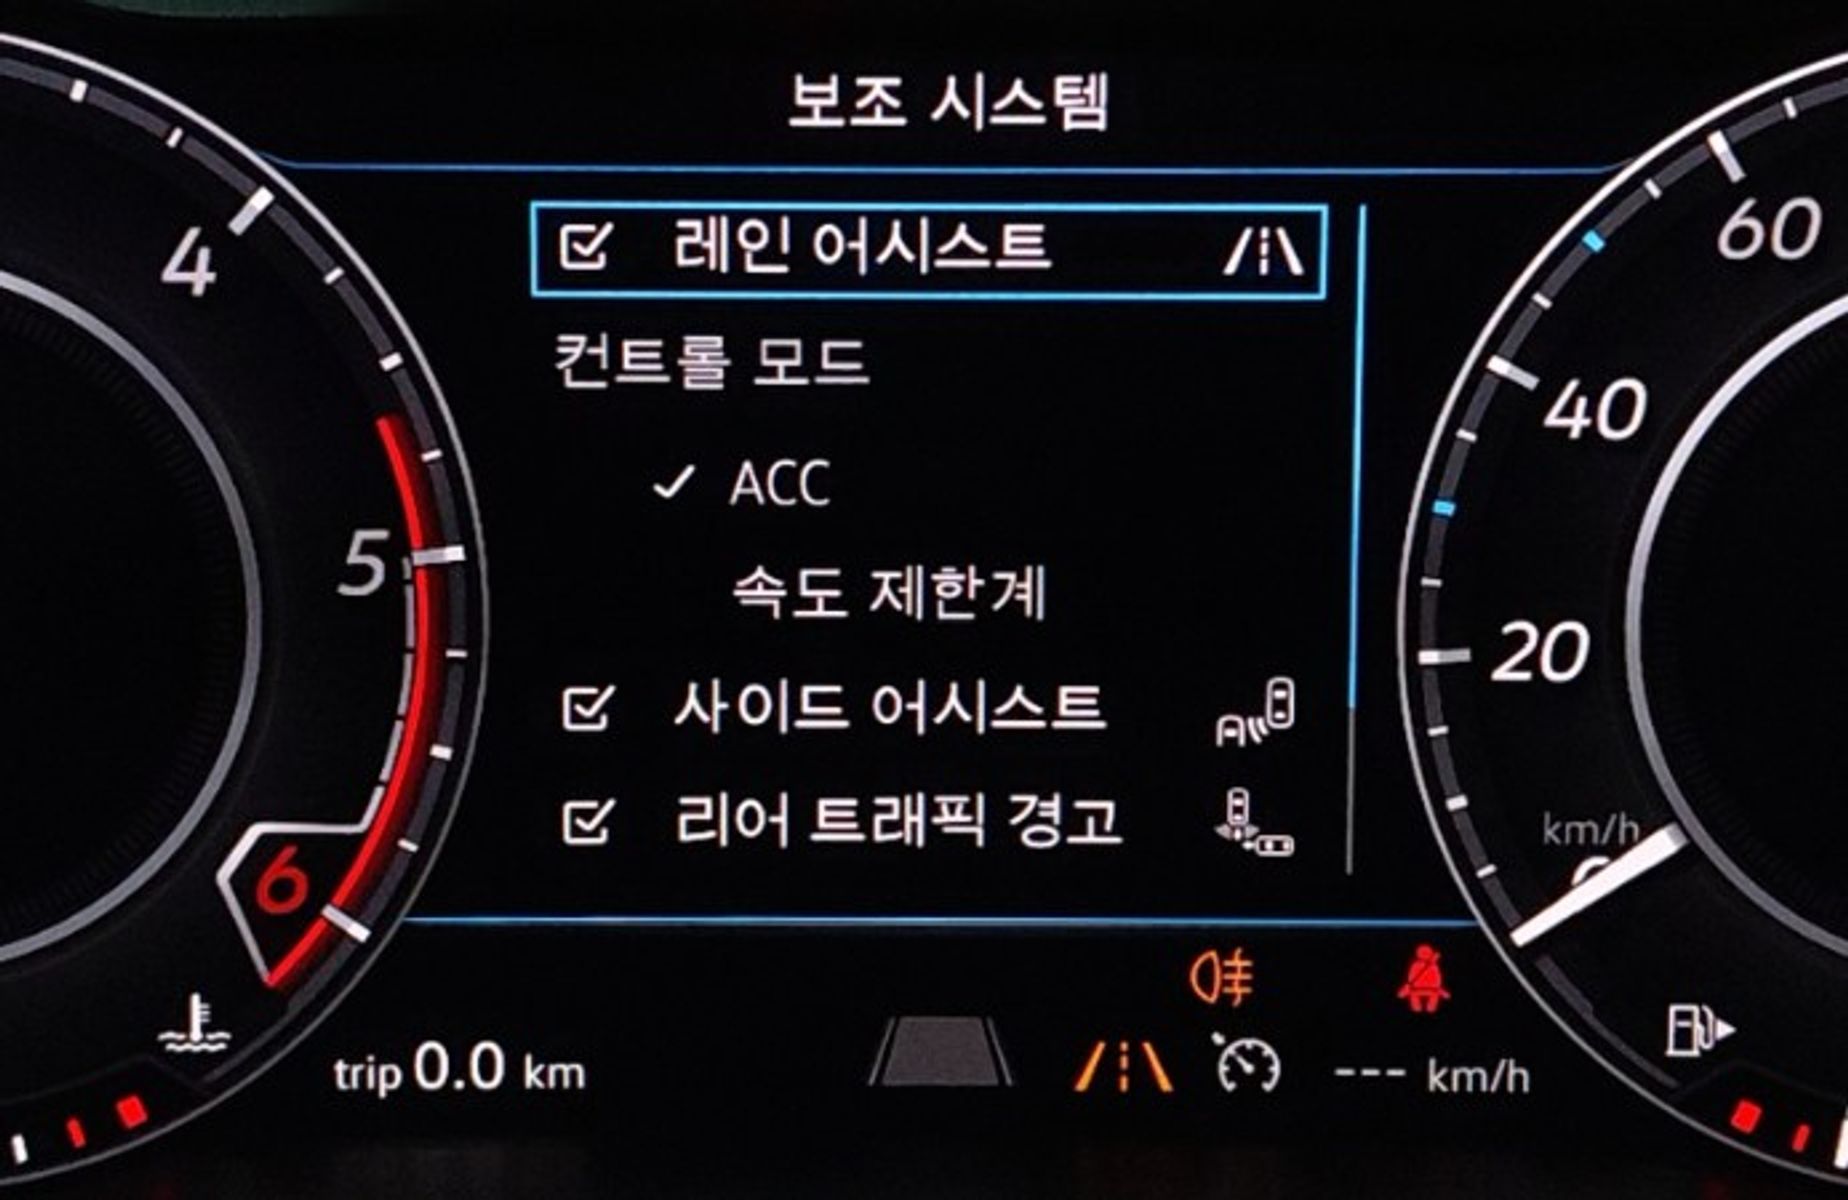 보조 시스템
레인 어시스트
컨트롤 모드
ACC
속도 제한계
사이드 어시스트
리어 트래픽 경고
4
5
6
60
40
20
km/h
trip 0.0 km
--- km/h